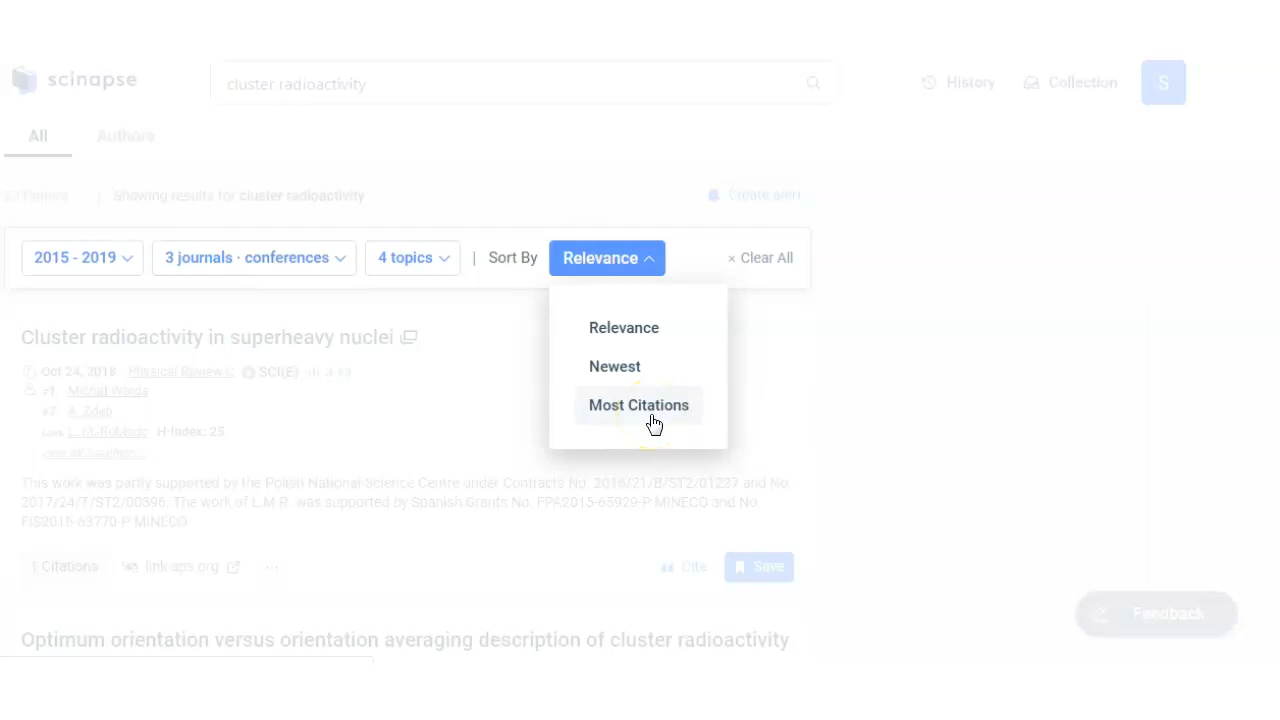 scinapse
cluster radioactivity
History
Collection
S
All
Authors
Showing results for cluster radioactivity
Create alert
2015 - 2019
3 journals · conferences
4 topics
| Sort By
Relevance
× Clear All
Relevance
Newest
Most Citations
Cluster radioactivity in superheavy nuclei
Oct 24, 2018 Physical Review C SCI(E)
#1 Michal Warda
#2 A. Zdeb
L. M. Robledo H-Index: 25
This work was partly supported by the Polish National Science Centre under Contracts No. 2016/21/B/ST2/01227 and No.
2017/24/T/ST2/00396. The work of L.M.R. was supported by Spanish Grants No. FPA2015-65929-P MINECO and No.
FIS2015-63770-P MINECO
1 Citations
link.aps.org
...
Cite
Save
Feedback
Optimum orientation versus orientation averaging description of cluster radioactivity